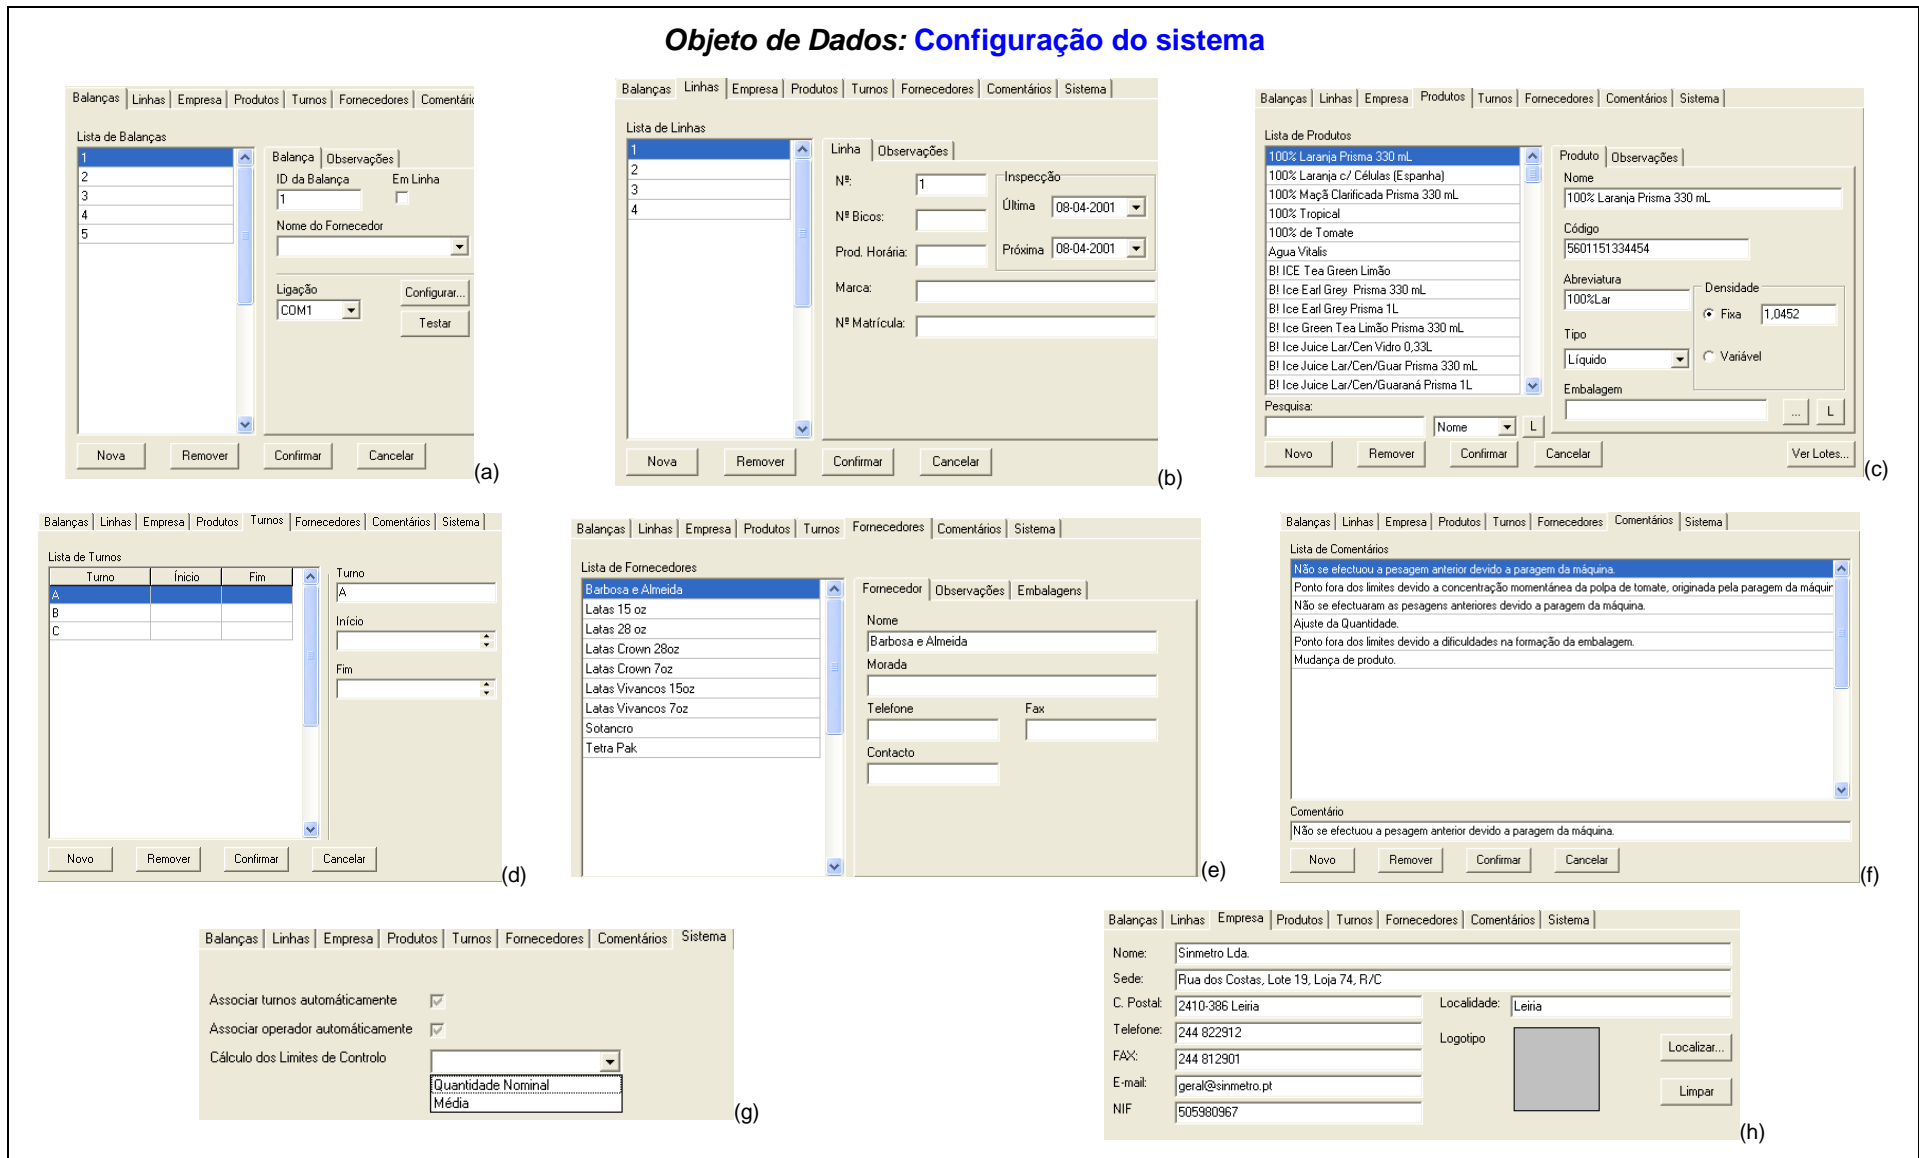 Objeto de Dados: Configuração do sistema
Balanças Linhas Empresa Produtos Turnos Fornecedores Comentáric
Lista de Balanças
1
2
3
4
5
Balança Observações
ID da Balança Em Linha
1
Nome do Fornecedor
Ligação
COM1
Configurar...
Testar
Nova Remover Confirmar Cancelar
(a)
Balanças Linhas Empresa Produtos Turnos Fornecedores Comentários Sistema
Lista de Linhas
1
2
3
4
Linha Observações
Nº: 1
Nº Bicos:
Prod. Horária:
Inspecção
Última 08-04-2001
Próxima 08-04-2001
Marca:
Nº Matrícula:
Nova Remover Confirmar Cancelar
(b)
Balanças Linhas Empresa Produtos Turnos Fornecedores Comentários Sistema
Lista de Produtos
100% Laranja Prisma 330 mL
100% Laranja c/ Células (Espanha)
100% Maçã Clarificada Prisma 330 mL
100% Tropical
100% de Tomate
Agua Vitalis
B! ICE Tea Green Limão
B! Ice Earl Grey Prisma 330 mL
B! Ice Earl Grey Prisma 1L
B! Ice Green Tea Limão Prisma 330 mL
B! Ice Juice Lar/Cen Vidro 0,33L
B! Ice Juice Lar/Cen/Guar Prisma 330 mL
B! Ice Juice Lar/Cen/Guaraná Prisma 1L
Pesquisa:
Nome L
Produto Observações
Nome
100% Laranja Prisma 330 mL
Código
5601151334454
Abreviatura
100%Lar
Tipo
Líquido
Densidade
Fixa 1,0452
Variável
Embalagem
... L
Novo Remover Confirmar Cancelar Ver Lotes...
(c)
Balanças Linhas Empresa Produtos Turnos Fornecedores Comentários Sistema
Lista de Turnos
Turno Ínicio Fim
A
B
C
Turno
A
Início
Fim
Novo Remover Confirmar Cancelar
(d)
Balanças Linhas Empresa Produtos Turnos Fornecedores Comentários Sistema
Lista de Fornecedores
Barbosa e Almeida
Latas 15 oz
Latas 28 oz
Latas Crown 28oz
Latas Crown 7oz
Latas Vivancos 15oz
Latas Vivancos 7oz
Sotancro
Tetra Pak
Fornecedor Observações Embalagens
Nome
Barbosa e Almeida
Morada
Telefone Fax
Contacto
(e)
Balanças Linhas Empresa Produtos Turnos Fornecedores Comentários Sistema
Lista de Comentários
Não se efectuou a pesagem anterior devido a paragem da máquina.
Ponto fora dos limites devido a concentração momentânea da polpa de tomate, originada pela paragem da máquir
Não se efectuaram as pesagens anteriores devido a paragem da máquina.
Ajuste da Quantidade.
Ponto fora dos limites devido a dificuldades na formação da embalagem.
Mudança de produto.
Comentário
Não se efectuou a pesagem anterior devido a paragem da máquina.
Novo Remover Confirmar Cancelar
(f)
Balanças Linhas Empresa Produtos Turnos Fornecedores Comentários Sistema
Associar turnos automáticamente
Associar operador automáticamente
Cálculo dos Limites de Controlo
Quantidade Nominal
Média
(g)
Balanças Linhas Empresa Produtos Turnos Fornecedores Comentários Sistema
Nome: Sinmetro Lda.
Sede: Rua dos Costas, Lote 19, Loja 74, R/C
C. Postal: 2410-386 Leiria Localidade: Leiria
Telefone: 244 822912 Logotipo
FAX: 244 812901 Localizar...
E-mail: geral@sinmetro.pt Limpar
NIF 505980967
(h)